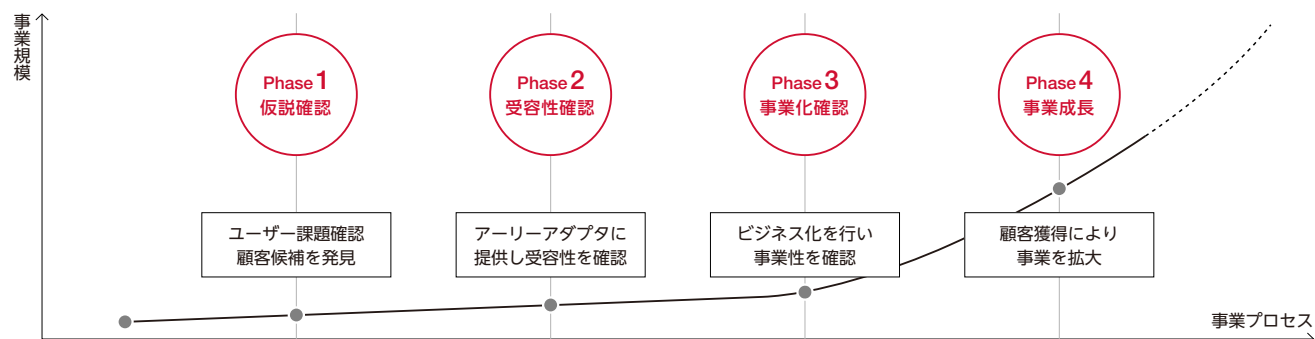 事業規模
Phase 1
仮説確認
Phase 2
受容性確認
Phase 3
事業化確認
Phase 4
事業成長
ユーザー課題確認
顧客候補を発見
アーリーアダプタに
提供し受容性を確認
ビジネス化を行い
事業性を確認
顧客獲得により
事業を拡大
事業プロセス